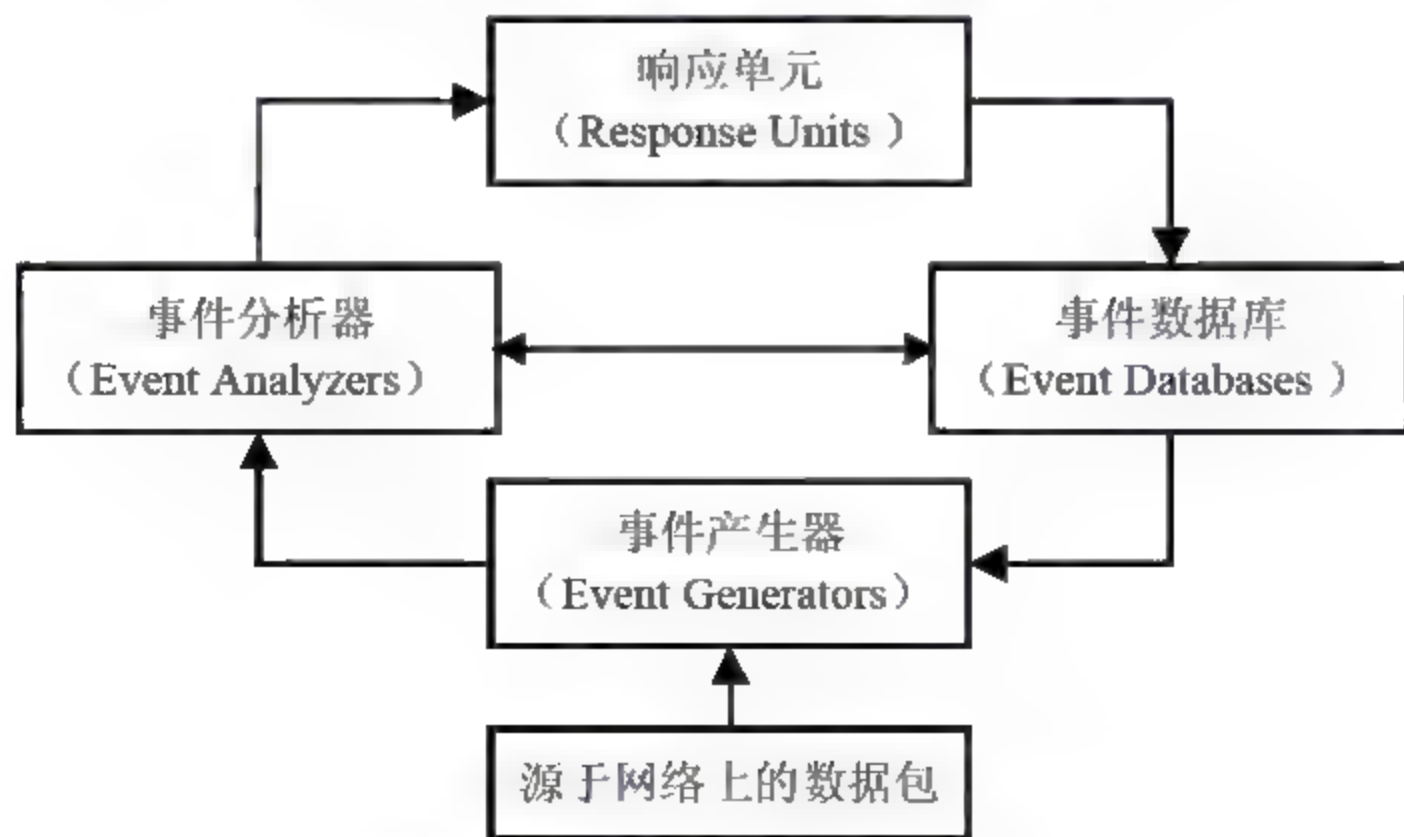 响应单元
（Response Units ）
事件分析器
（Event Analyzers）
事件数据库
（Event Databases ）
事件产生器
（Event Generators）
源于网络上的数据包